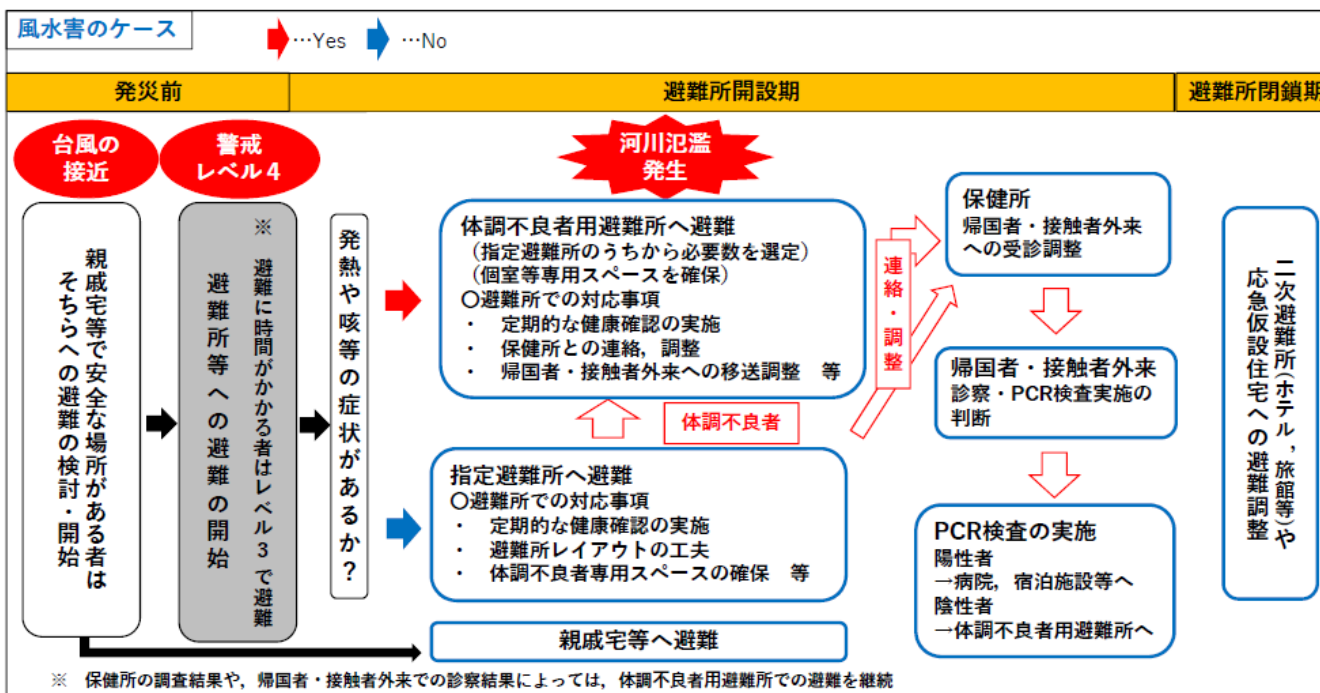 風水害のケース
…Yes
…No
発災前
避難所開設期
避難所閉鎖期
台風の
接近
警戒
レベル４
河川氾濫
発生
親戚宅等で安全な場所がある者は
そちらへの避難の検討・開始
※　避難に時間がかかる者はレベル３で避難
避難所等への避難の開始
発熱や咳等の症状があるか？
体調不良者用避難所へ避難
（指定避難所のうちから必要数を選定）
（個室等専用スペースを確保）
〇避難所での対応事項
・　定期的な健康確認の実施
・　保健所との連絡，調整
・　帰国者・接触者外来への移送調整　等
体調不良者
指定避難所へ避難
〇避難所での対応事項
・　定期的な健康確認の実施
・　避難所レイアウトの工夫
・　体調不良者専用スペースの確保　等
親戚宅等へ避難
連絡・調整
保健所
帰国者・接触者外来
への受診調整
帰国者・接触者外来
診察・PCR検査実施の
判断
PCR検査の実施
陽性者
→病院，宿泊施設等へ
陰性者
→体調不良者用避難所へ
二次避難所(ホテル，旅館等)や
応急仮設住宅への避難調整
※　保健所の調査結果や，帰国者・接触者外来での診察結果によっては，体調不良者用避難所での避難を継続